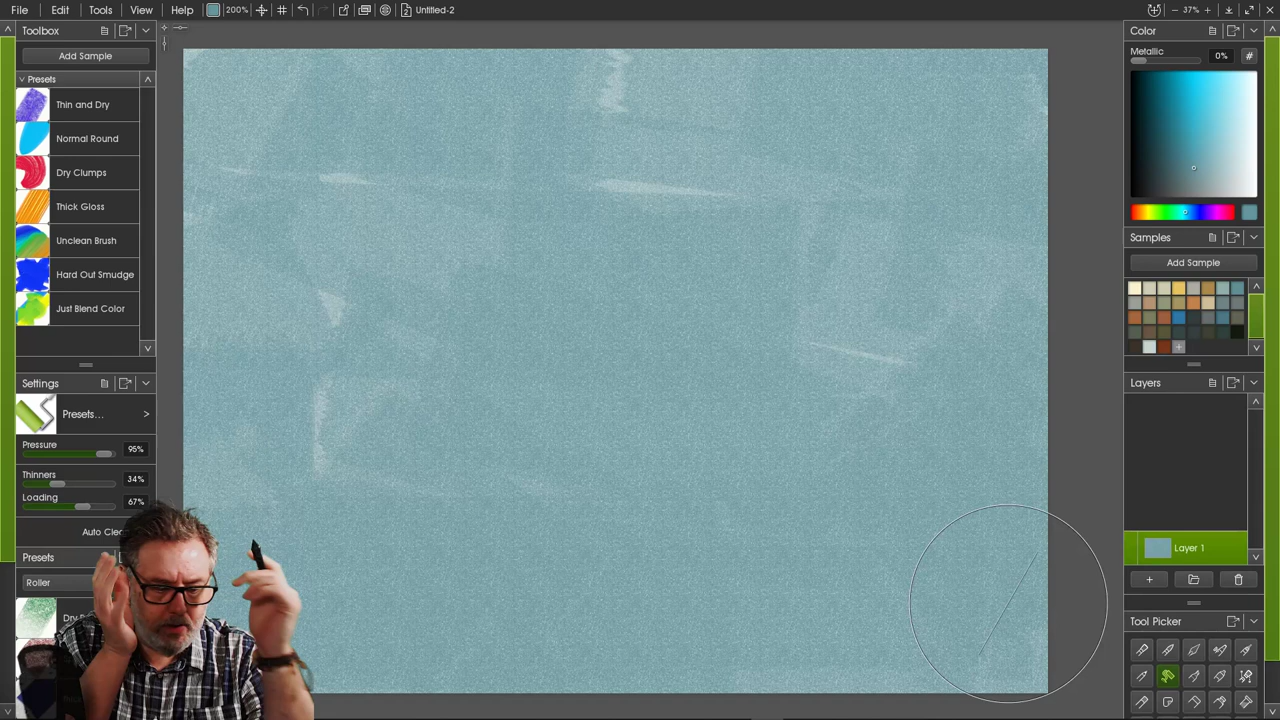 File Edit Tools View Help 200% Untitled-2 37%
Toolbox
Add Sample
Presets
Thin and Dry
Normal Round
Dry Clumps
Thick Gloss
Unclean Brush
Hard Out Smudge
Just Blend Color
Settings
Presets...
Pressure
95%
Thinners
34%
Loading
67%
Presets
Roller
Color
Metallic
0%
Samples
Add Sample
Layers
Layer 1
Tool Picker